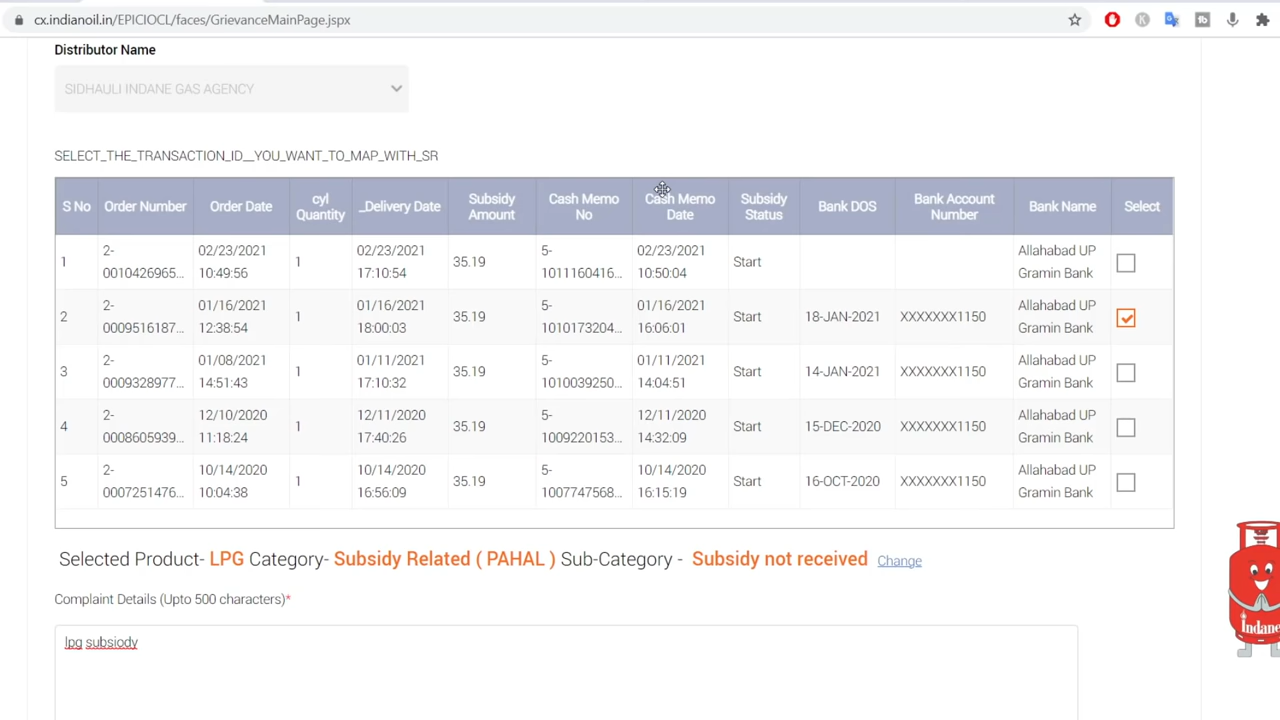 cx.indianoil.in/EPICIOCL/faces/GrievanceMainPage.jspx
Distributor Name
SIDHAULI INDANE GAS AGENCY
SELECT_THE_TRANSACTION_ID__YOU_WANT_TO_MAP_WITH_SR
S No Order Number Order Date cyl Quantity _Delivery Date Subsidy Amount Cash Memo No Cash Memo Date Subsidy Status Bank DOS Bank Account Number Bank Name Select
1 2- 02/23/2021 1 02/23/2021 35.19 5- 02/23/2021 Start Allahabad UP
0010426965... 10:49:56 17:10:54 1011160416... 10:50:04 Gramin Bank
2 2- 01/16/2021 1 01/16/2021 35.19 5- 01/16/2021 Start 18-JAN-2021 XXXXXXX1150 Allahabad UP
0009516187... 12:38:54 18:00:03 1010173204... 16:06:01 Gramin Bank
3 2- 01/08/2021 1 01/11/2021 35.19 5- 01/11/2021 Start 14-JAN-2021 XXXXXXX1150 Allahabad UP
0009328977... 14:51:43 17:10:32 1010039250... 14:04:51 Gramin Bank
4 2- 12/10/2020 1 12/11/2020 35.19 5- 12/11/2020 Start 15-DEC-2020 XXXXXXX1150 Allahabad UP
0008605939... 11:18:24 17:40:26 1009220153... 14:32:09 Gramin Bank
5 2- 10/14/2020 1 10/14/2020 35.19 5- 10/14/2020 Start 16-OCT-2020 XXXXXXX1150 Allahabad UP
0007251476... 10:04:38 16:56:09 1007747568... 16:15:19 Gramin Bank
Selected Product- LPG Category- Subsidy Related ( PAHAL ) Sub-Category - Subsidy not received Change
Complaint Details (Upto 500 characters)*
lpg subsiody
Indane